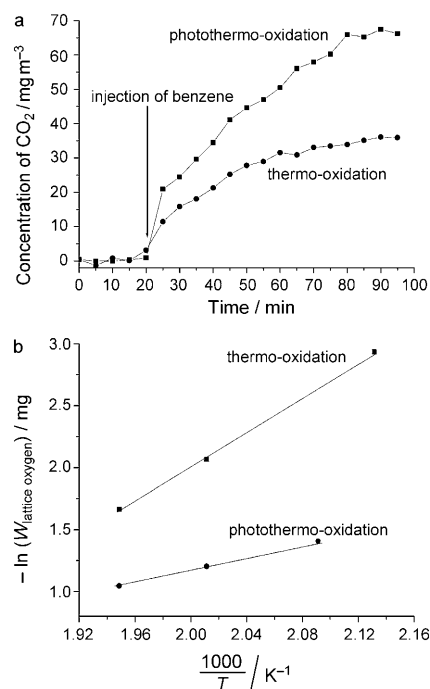 a
70
60
50
40
30
20
10
0
Concentration of CO₂ / mg m⁻³
photothermo-oxidation
injection of benzene
thermo-oxidation
0 10 20 30 40 50 60 70 80 90 100
Time / min
b
3.0
2.5
2.0
1.5
1.0
– ln (W lattice oxygen) / mg
thermo-oxidation
photothermo-oxidation
1.92 1.96 2.00 2.04 2.08 2.12 2.16
1000/T / K⁻¹